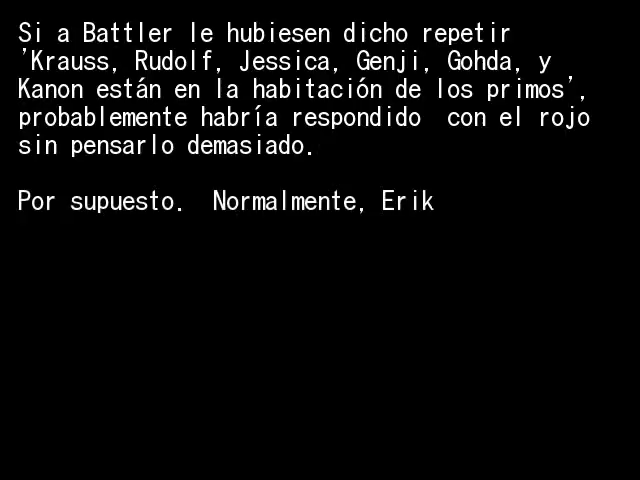 Si a Battler le hubiesen dicho repetir
'Krauss, Rudolf, Jessica, Genji, Gohda, y
Kanon están en la habitación de los primos',
probablemente habría respondido  con el rojo
sin pensarlo demasiado.
Por supuesto.  Normalmente, Erik